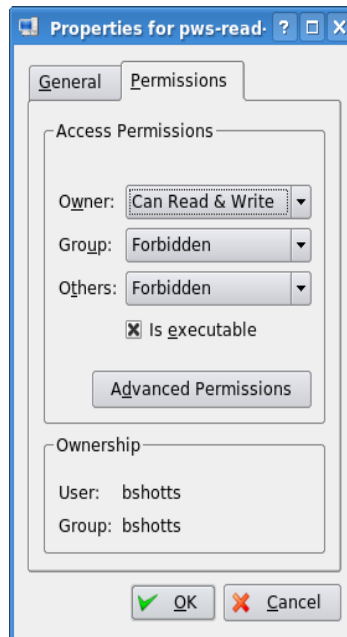 Properties for pws-read-
General
Permissions
Access Permissions
Owner: Can Read & Write
Group: Forbidden
Others: Forbidden
Is executable
Advanced Permissions
Ownership
User: bshotts
Group: bshotts
OK
Cancel